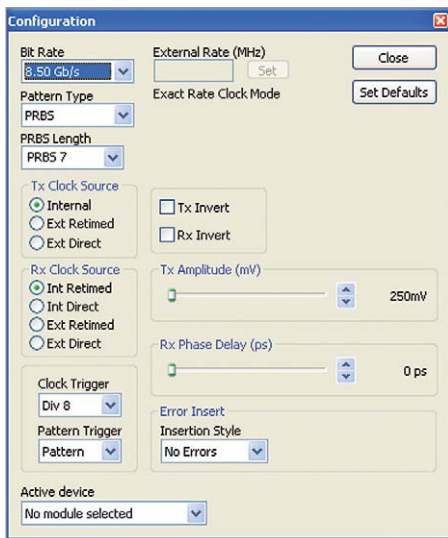 Configuration
Bit Rate
8.50 Gb/s
External Rate (MHz)
Set
Close
Pattern Type
PRBS
Exact Rate Clock Mode
Set Defaults
PRBS Length
PRBS 7
Tx Clock Source
Internal
Ext Retimed
Ext Direct
Tx Invert
Rx Invert
Rx Clock Source
Int Retimed
Int Direct
Ext Retimed
Ext Direct
Tx Amplitude (mV)
250mV
Rx Phase Delay (ps)
0 ps
Clock Trigger
Div 8
Pattern Trigger
Pattern
Error Insert
Insertion Style
No Errors
Active device
No module selected